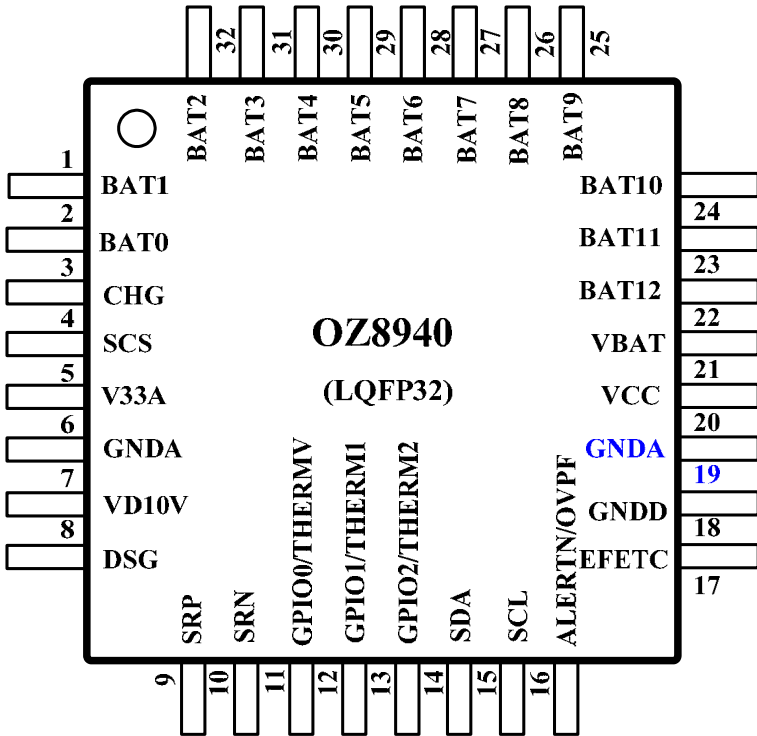 32 31 30 29 28 27 26 25
BAT2 BAT3 BAT4 BAT5 BAT6 BAT7 BAT8 BAT9
1
BAT1
2
BAT0
3
CHG
4
SCS
5
V33A
6
GNDA
7
VD10V
8
DSG
OZ8940
(LQFP32)
BAT10
24
BAT11
23
BAT12
22
VBAT
21
VCC
20
GNDA
19
GNDD
18
EFETC
17
SRP
SRN
GPIO0/THERMV
GPIO1/THERM1
GPIO2/THERM2
SDA
SCL
ALERTN/OVPF
9 10 11 12 13 14 15 16